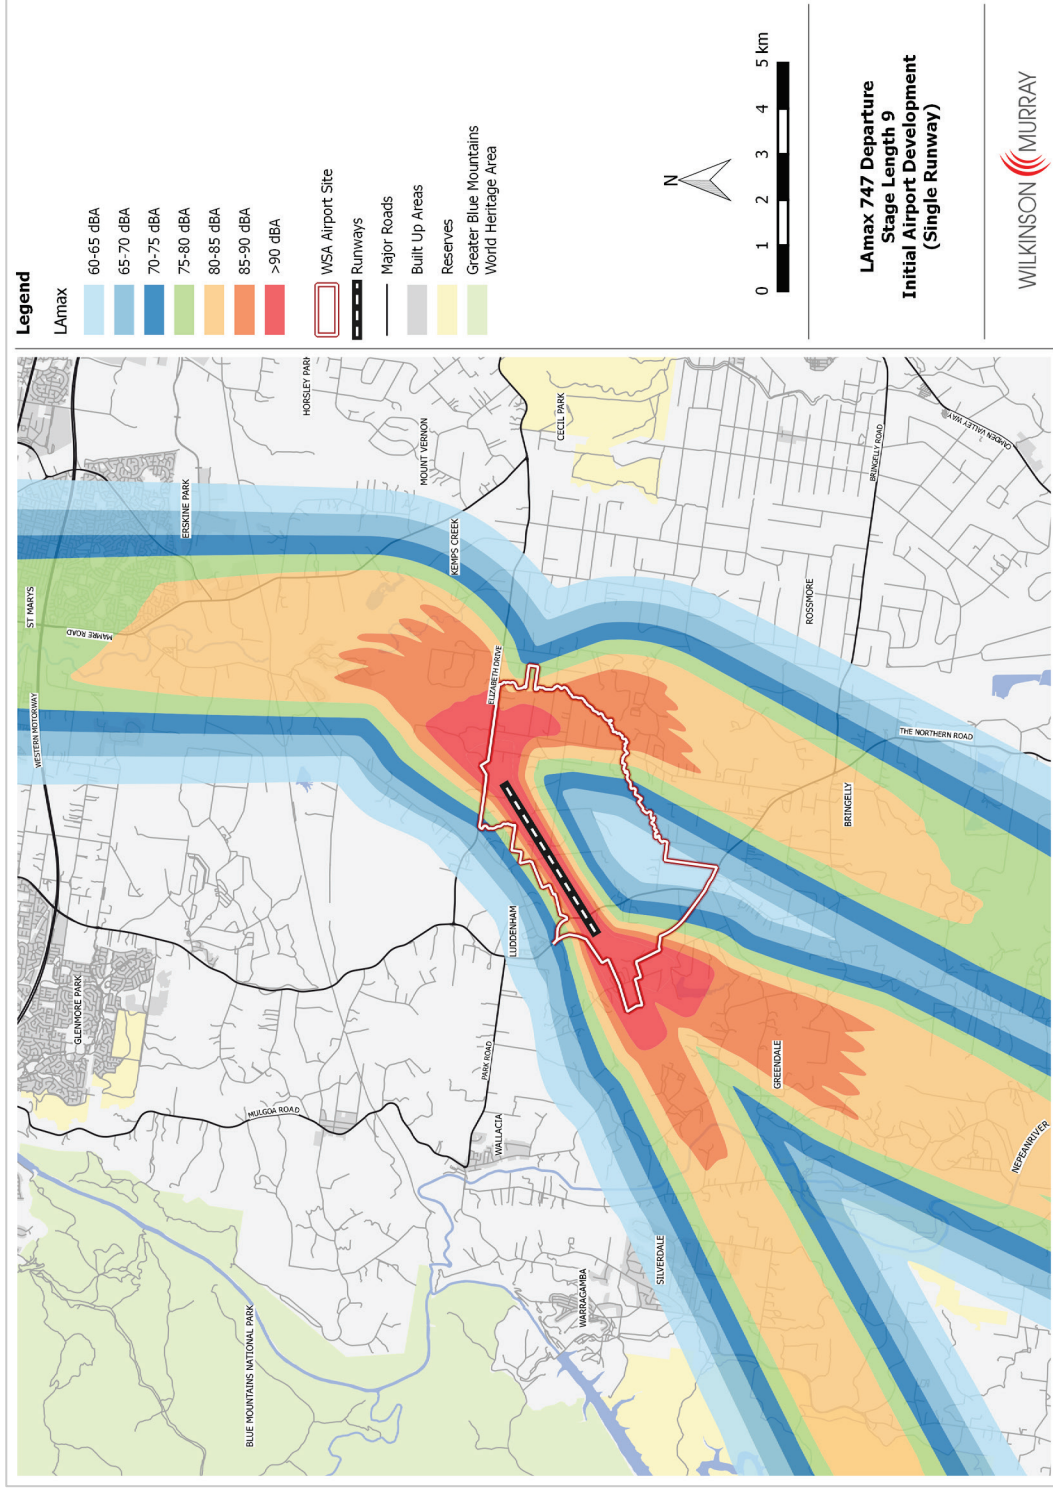 Legend
LAmax
60-65 dBA
65-70 dBA
70-75 dBA
75-80 dBA
80-85 dBA
85-90 dBA
>90 dBA
WSA Airport Site
Runways
Major Roads
Built Up Areas
Reserves
Greater Blue Mountains
World Heritage Area
N
0 1 2 3 4 5 km
LAmax 747 Departure
Stage Length 9
Initial Airport Development
(Single Runway)
WILKINSON MURRAY
ST MARYS
MAMRE ROAD
WESTERN MOTORWAY
ERSKINE PARK
HORSLEY PARK
MOUNT VERNON
KEMPS CREEK
CECIL PARK
ELIZABETH DRIVE
GLENMORE PARK
MULGOA ROAD
LUDDENHAM
PARK ROAD
WALLACIA
BLUE MOUNTAINS NATIONAL PARK
WARRAGAMBA
SILVERDALE
GREENDALE
NEPEANRIVER
BRINGELLY
THE NORTHERN ROAD
ROSSMORE
BRINGELLY ROAD
CAMDEN VALLEY WAY